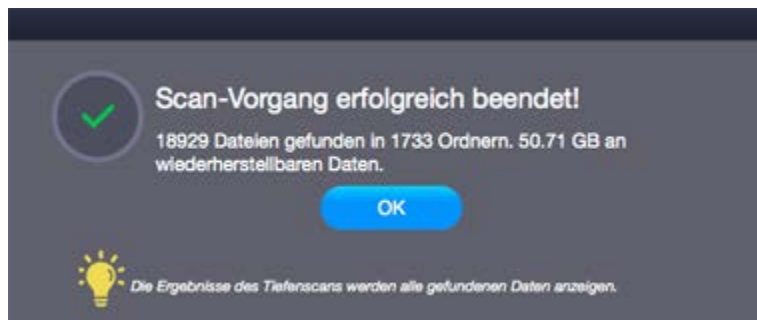 Scan-Vorgang erfolgreich beendet!
18929 Dateien gefunden in 1733 Ordnern. 50.71 GB an
wiederherstellbaren Daten.
OK
Die Ergebnisse des Tiefenscans werden alle gefundenen Daten anzeigen.